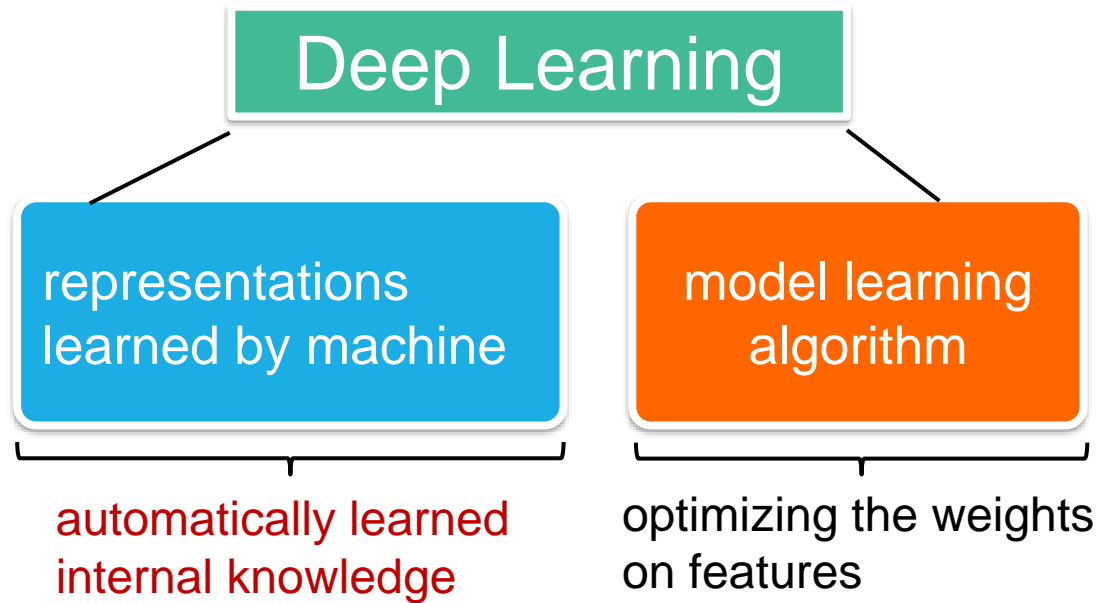 Deep Learning
representations
learned by machine
model learning
algorithm
automatically learned
internal knowledge
optimizing the weights
on features